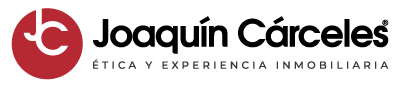 JC
Joaquín Cárceles®
ÉTICA Y EXPERIENCIA INMOBILIARIA